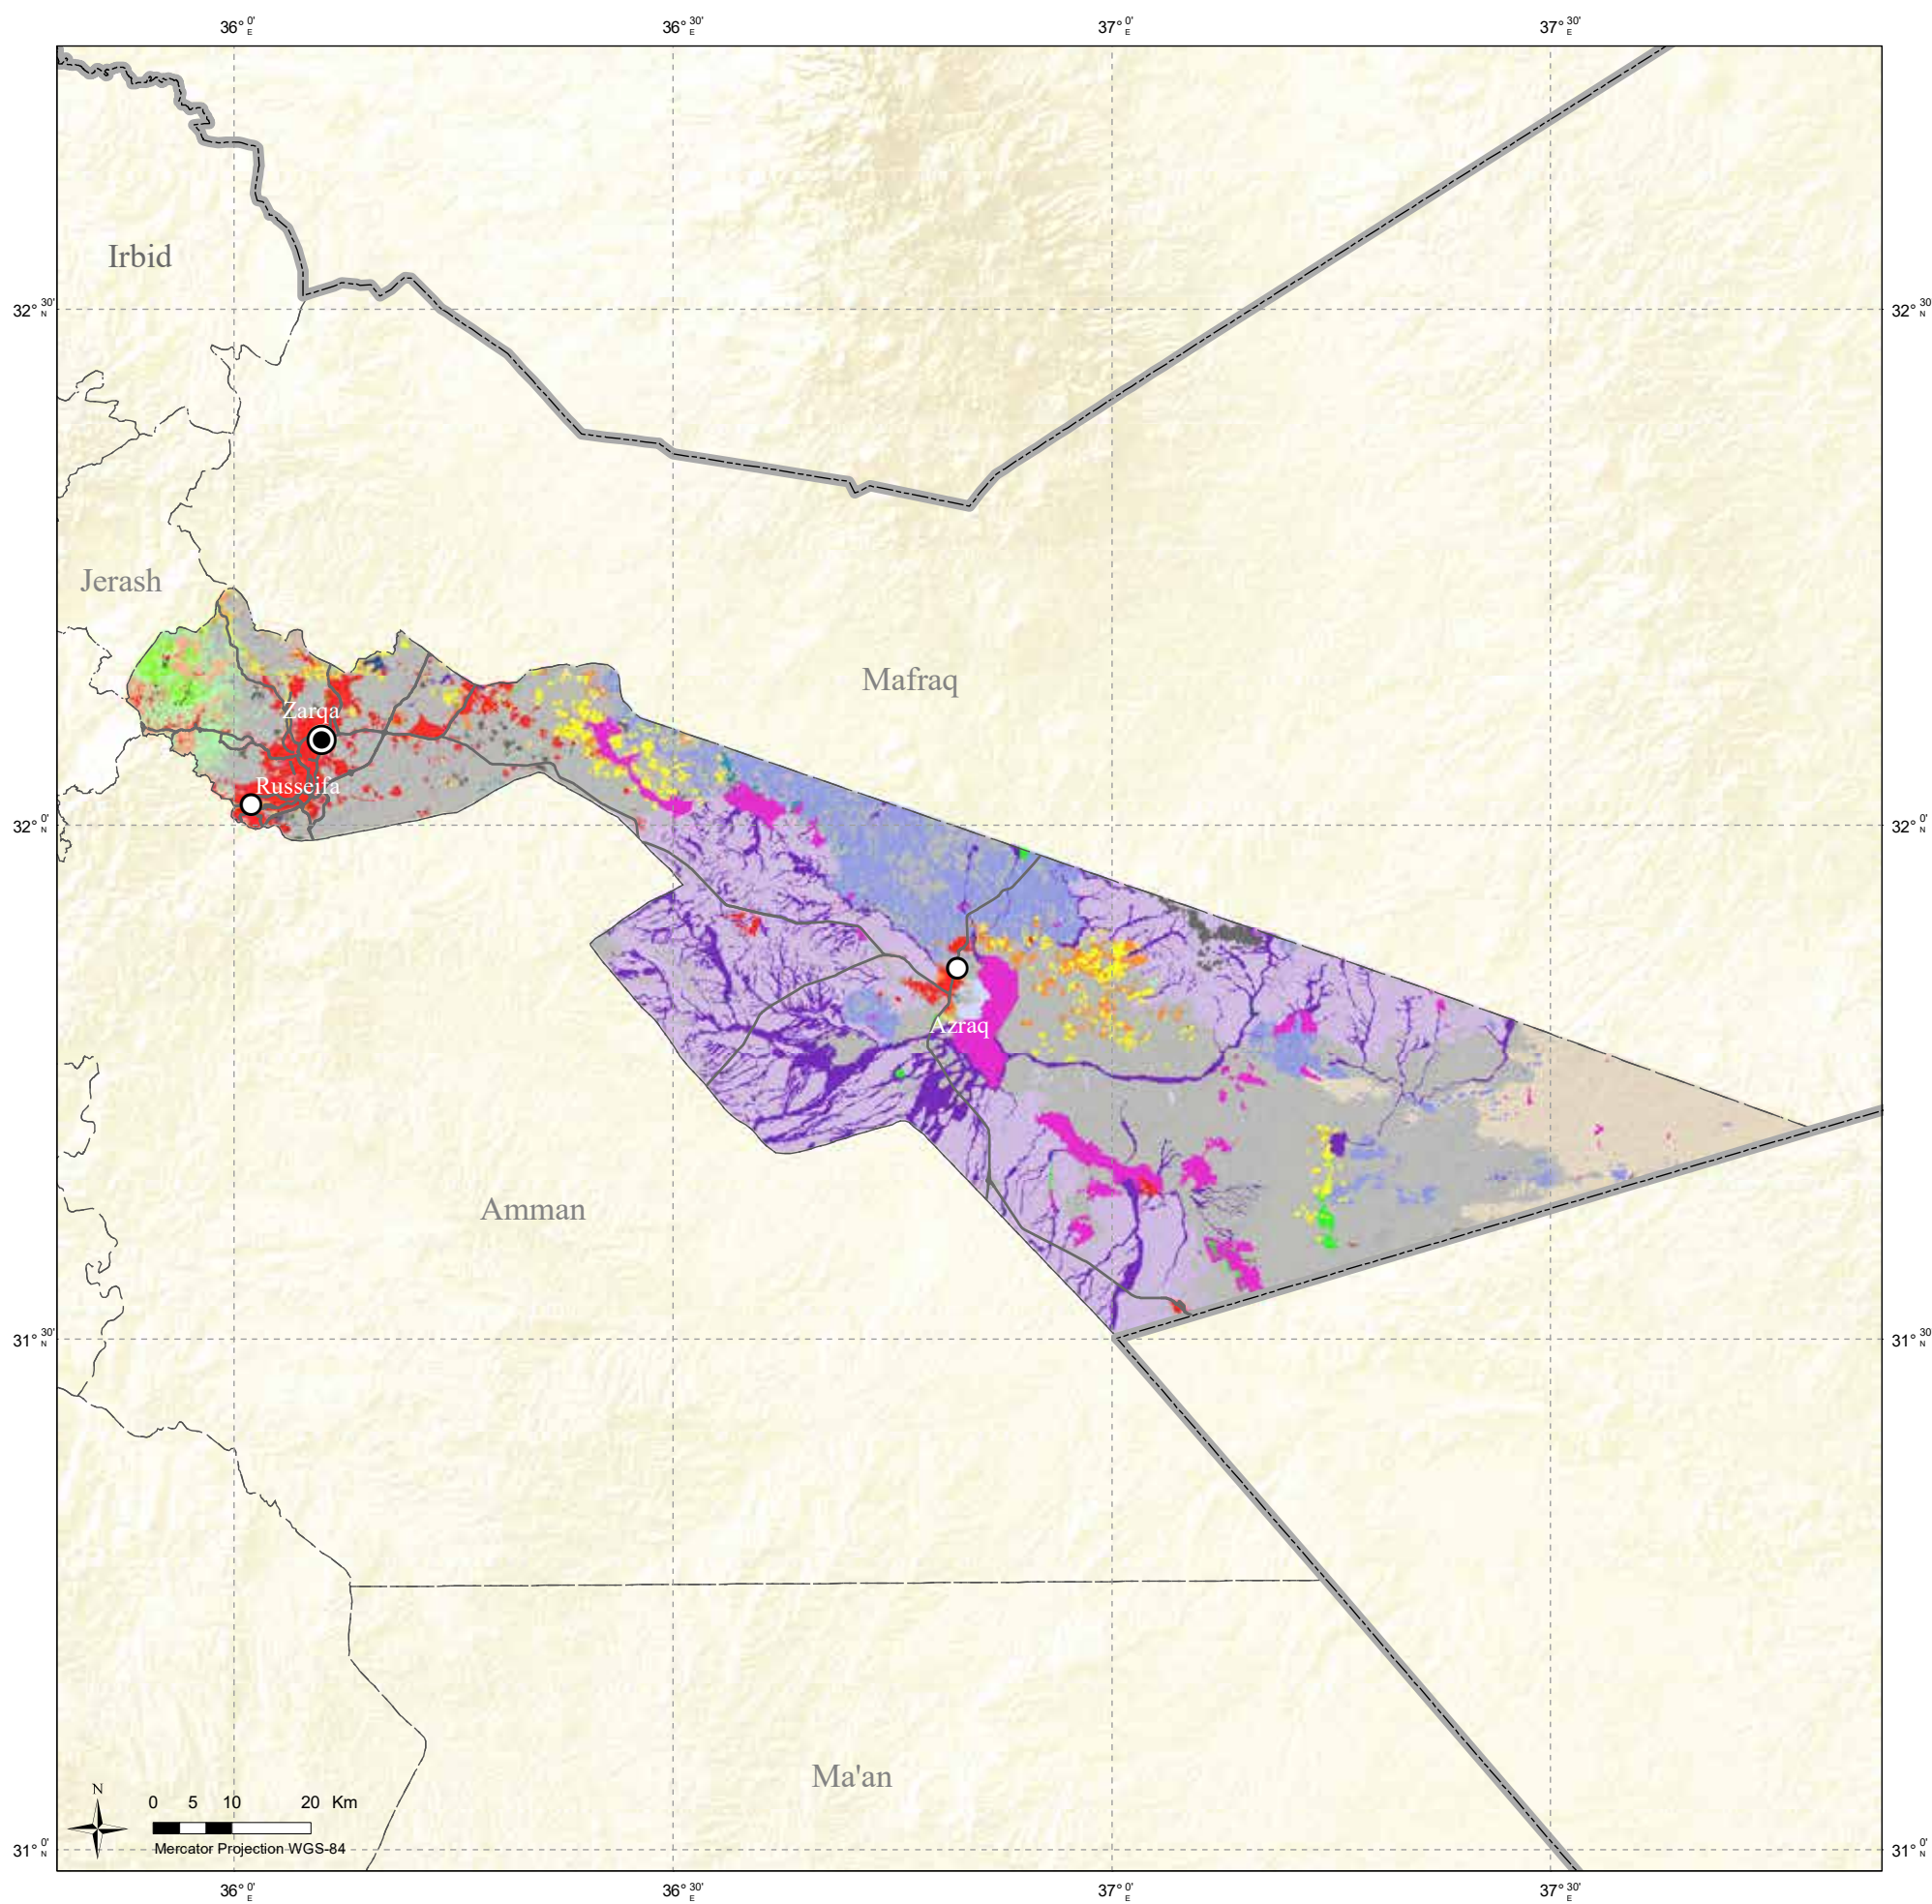 36° 0' E 36° 30' E 37° 0' E 37° 30' E
Irbid
32° 30' N 32° 30' N
Jerash
Mafraq
Zarqa
Russeifa
32° 0' N 32° 0' N
Azraq
Amman
31° 30' N 31° 30' N
Ma'an
N
0 5 10 20 Km
Mercator Projection WGS-84
31° 0' N 31° 0' N
36° 0' E 36° 30' E 37° 0' E 37° 30' E